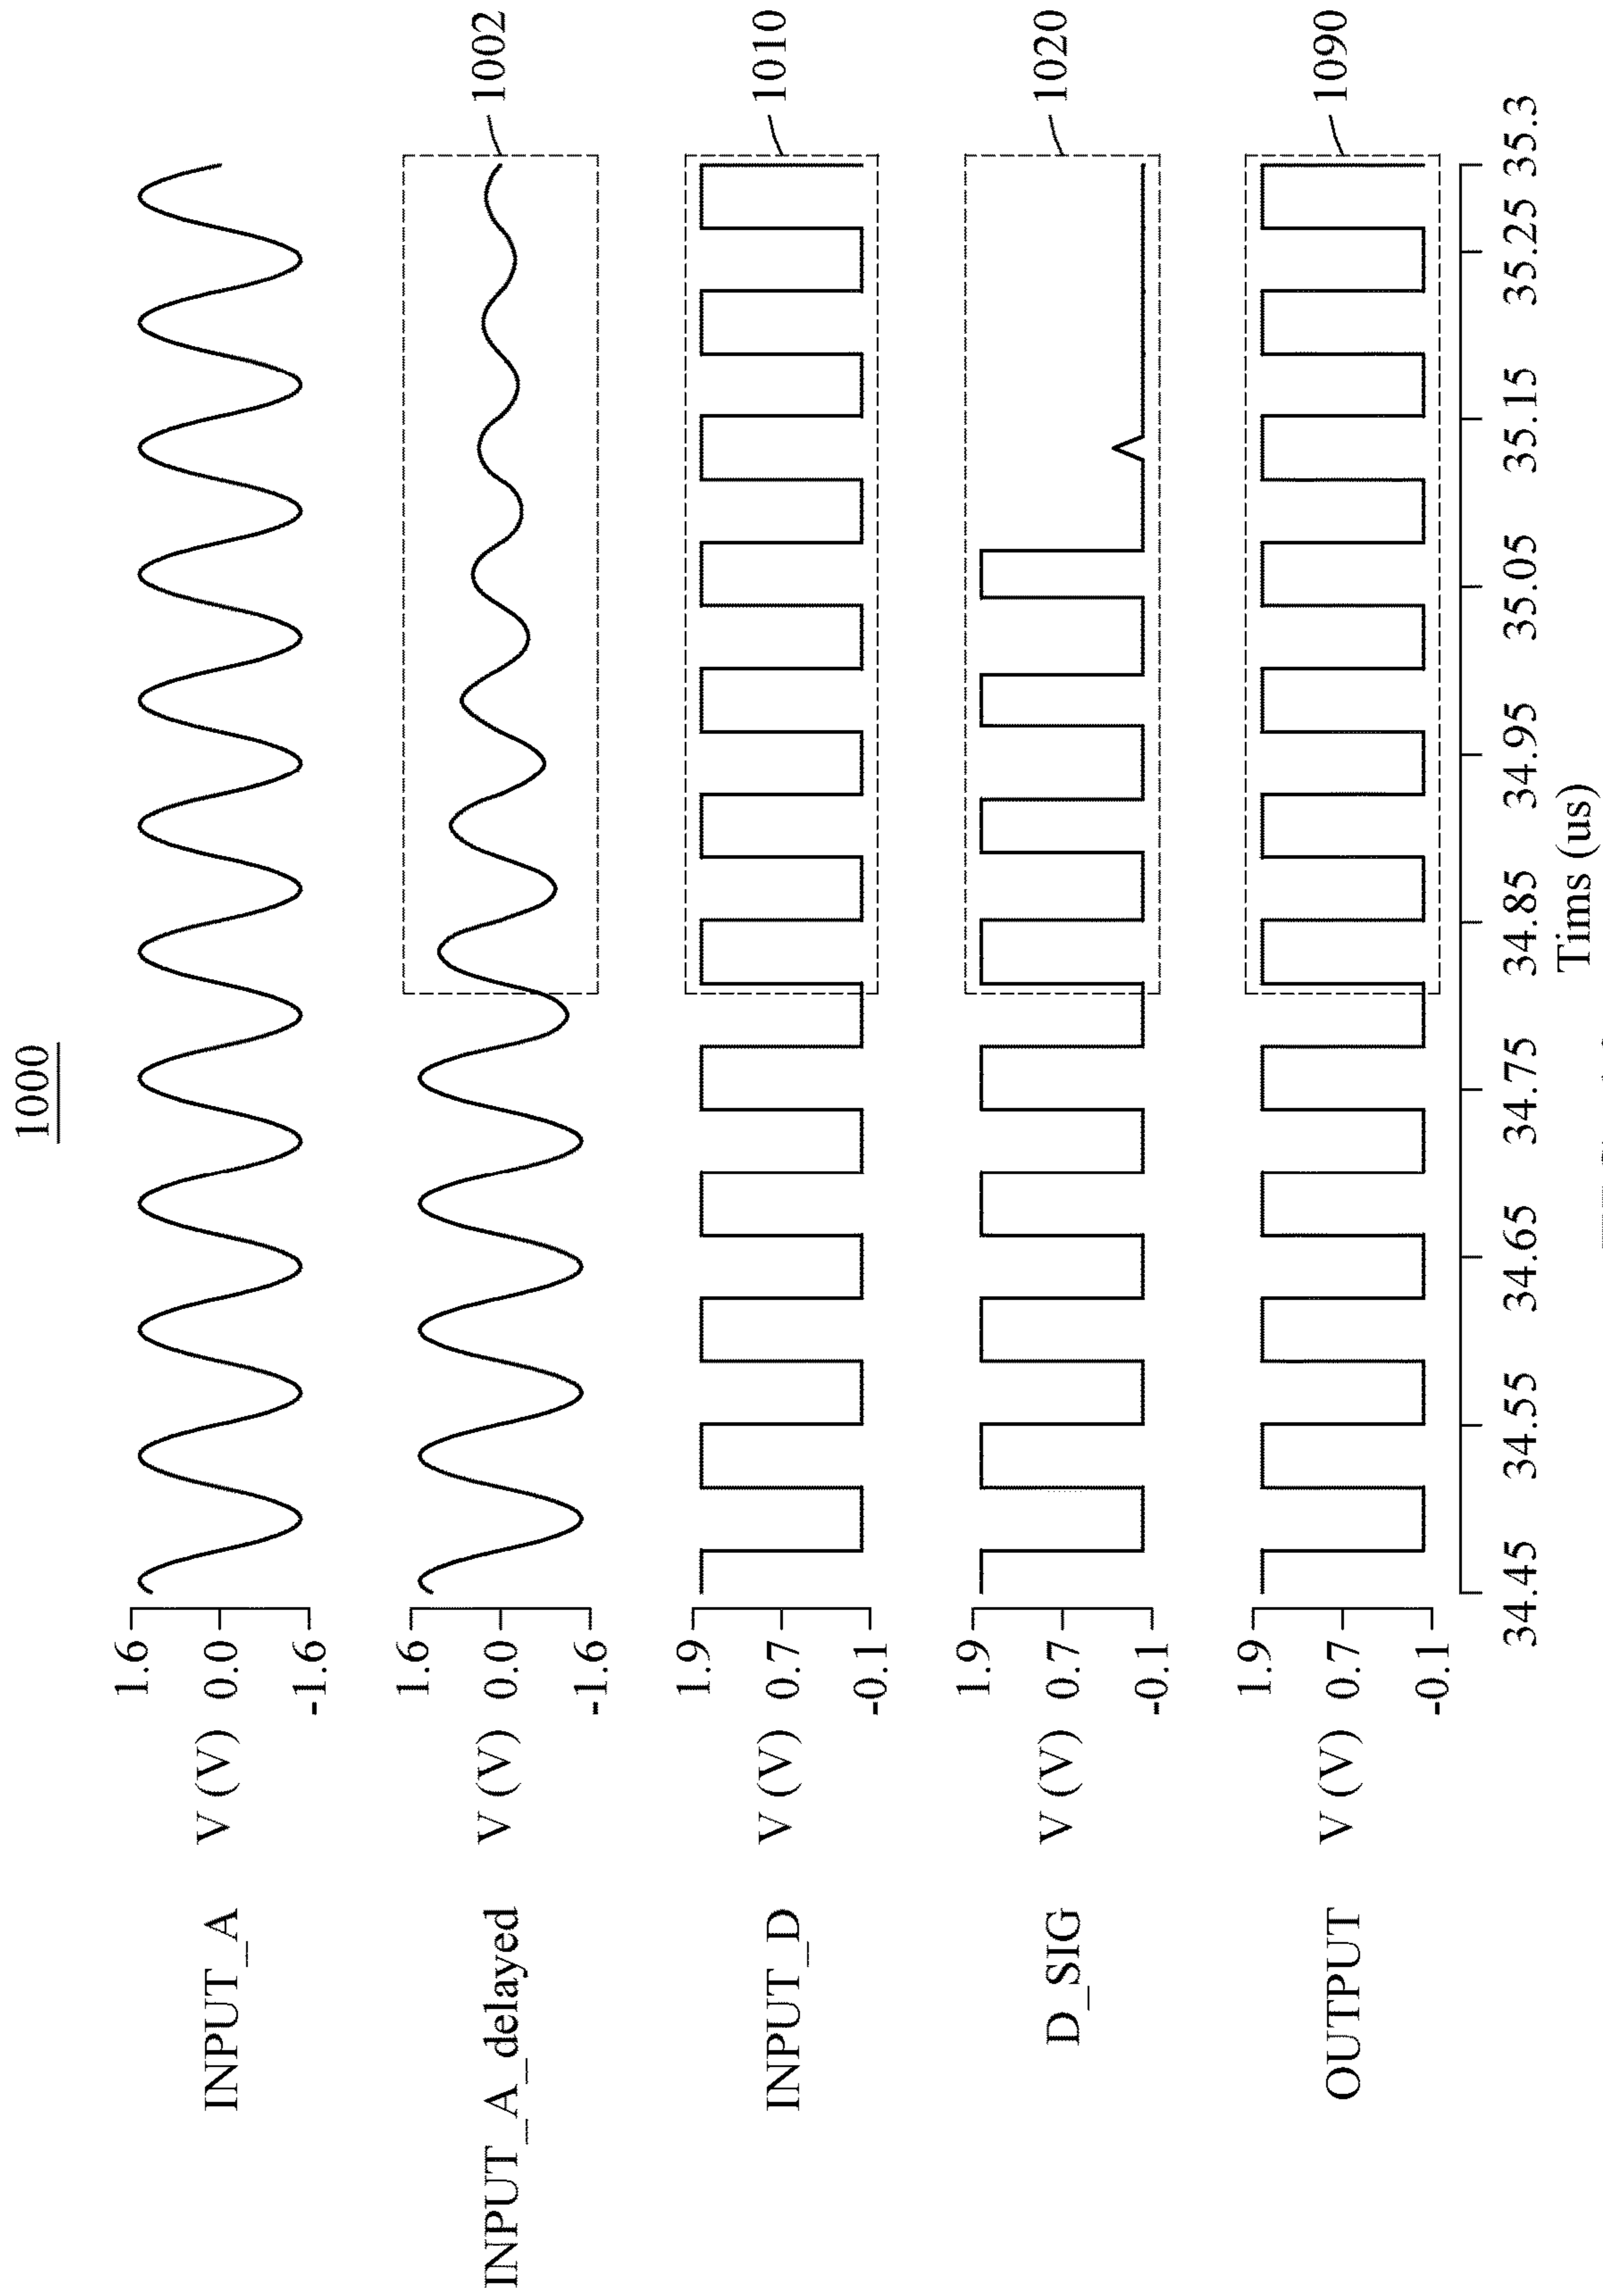 1000
INPUT_A V (V) 1.6 0.0 -1.6
INPUT_A_delayed V (V) 1.6 0.0 -1.6 1002
INPUT_D V (V) 1.9 0.7 -0.1 1010
D_SIG V (V) 1.9 0.7 -0.1 1020
OUTPUT V (V) 1.9 0.7 -0.1 1090
34.45 34.55 34.65 34.75 34.85 34.95 35.05 35.15 35.25 35.3
Tims (us)